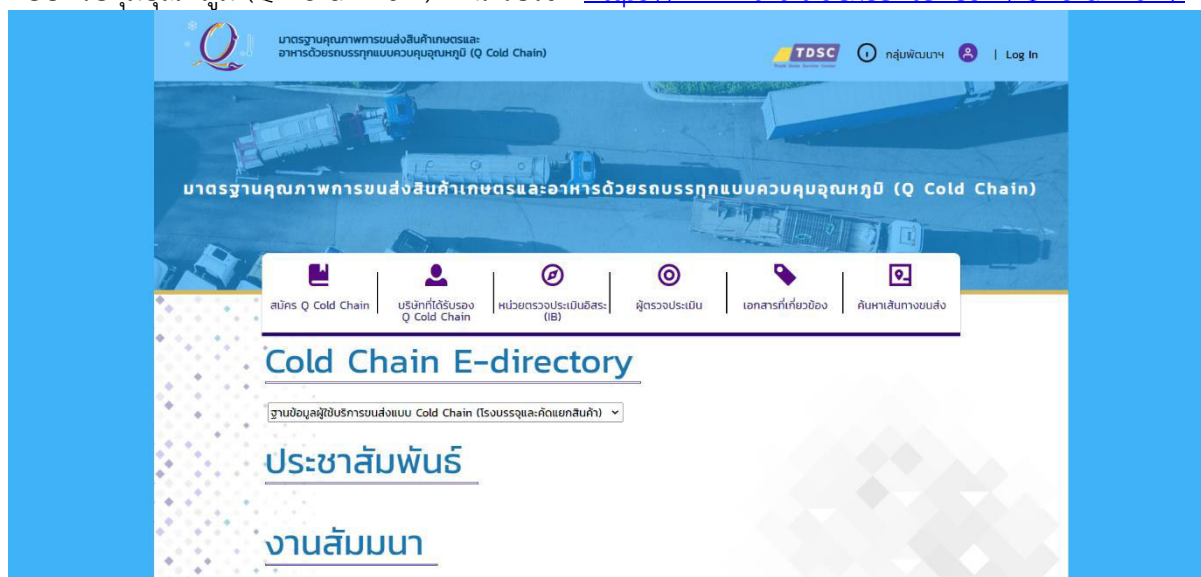 มาตรฐานคุณภาพการขนส่งสินค้าเกษตรและ
อาหารด้วยรถบรรทุกแบบควบคุมอุณหภูมิ (Q Cold Chain)
TDSC
กลุ่มพัฒนาฯ | Log In
มาตรฐานคุณภาพการขนส่งสินค้าเกษตรและอาหารด้วยรถบรรทุกแบบควบคุมอุณหภูมิ (Q Cold Chain)
สมัคร Q Cold Chain
บริษัทที่ได้รับรอง
Q Cold Chain
หน่วยตรวจประเมินอิสระ
(IB)
ผู้ตรวจประเมิน
เอกสารที่เกี่ยวข้อง
ค้นหาเส้นทางขนส่ง
Cold Chain E-directory
ฐานข้อมูลผู้ใช้บริการขนส่งแบบ Cold Chain (โรงบรรจุและคัดแยกสินค้า)
ประชาสัมพันธ์
งานสัมมนา